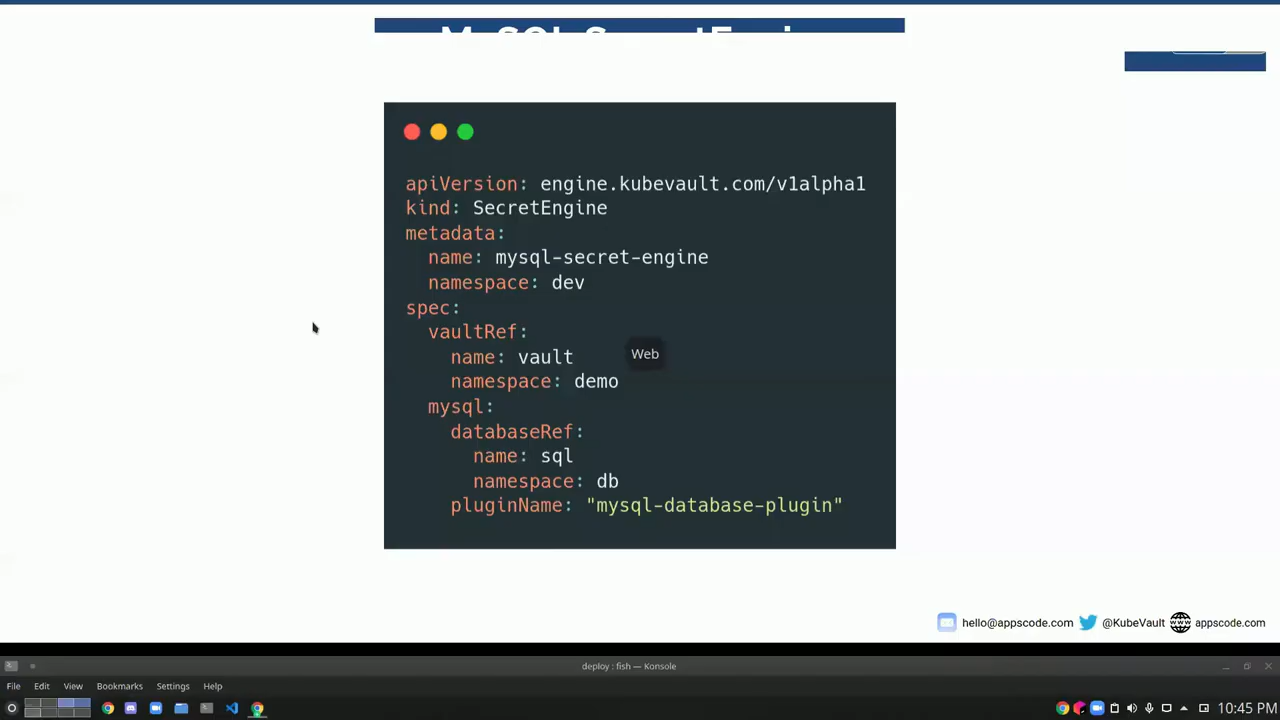 MySQL SecretEngine
apiVersion: engine.kubevault.com/v1alpha1
kind: SecretEngine
metadata:
  name: mysql-secret-engine
  namespace: dev
spec:
  vaultRef:
    name: vault
    namespace: demo
  mysql:
    databaseRef:
      name: sql
      namespace: db
    pluginName: "mysql-database-plugin"
Web
hello@appscode.com @KubeVault appscode.com
deploy : fish — Konsole
File Edit View Bookmarks Settings Help
10:45 PM